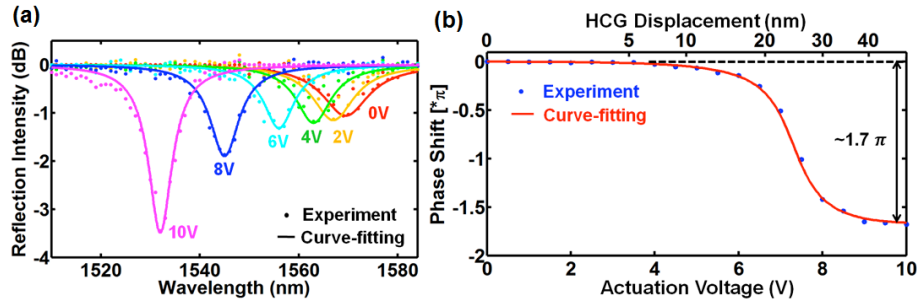 (a)
Reflection Intensity (dB)
0
-1
-2
-3
-4
10V
8V
6V
4V
2V
0V
Experiment
Curve-fitting
1520 1540 1560 1580
Wavelength (nm)
(b)
HCG Displacement (nm)
0 5 10 20 30 40
Phase Shift [*π]
0
-0.5
-1
-1.5
-2
Experiment
Curve-fitting
~1.7 π
0 2 4 6 8 10
Actuation Voltage (V)